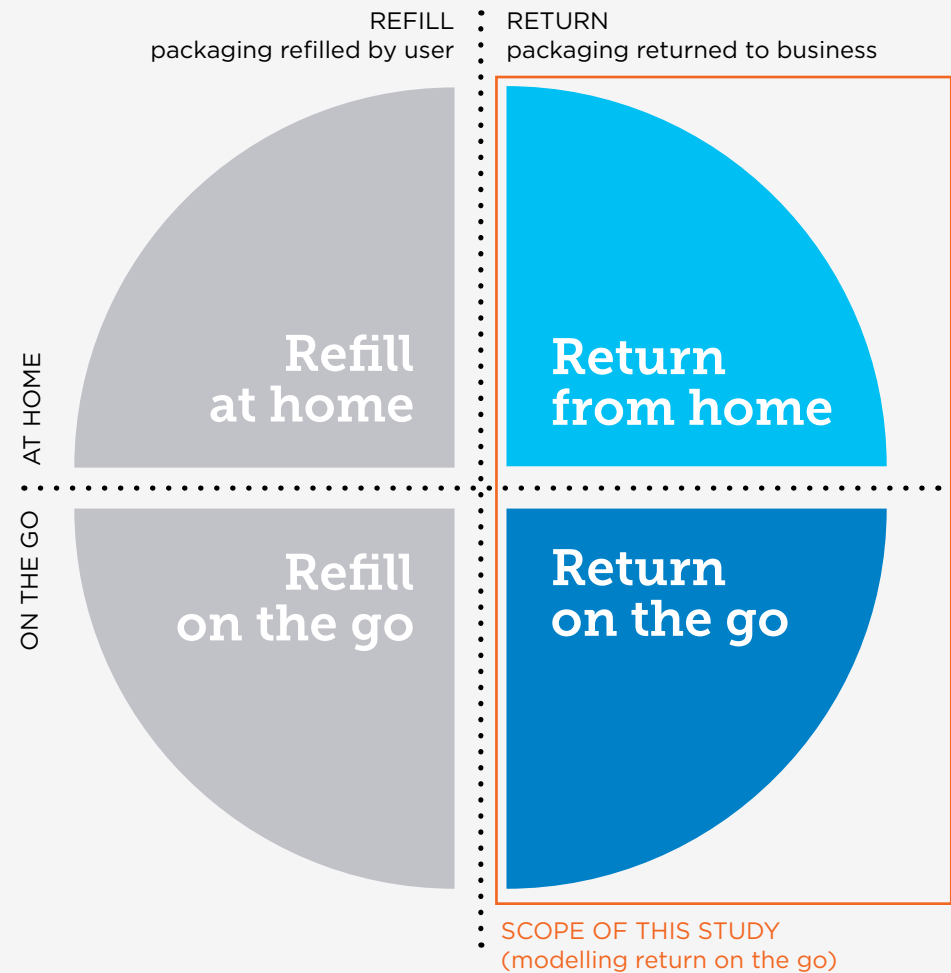 REFILL
packaging refilled by user
RETURN
packaging returned to business
AT HOME
Refill
at home
Return
from home
ON THE GO
Refill
on the go
Return
on the go
SCOPE OF THIS STUDY
(modelling return on the go)